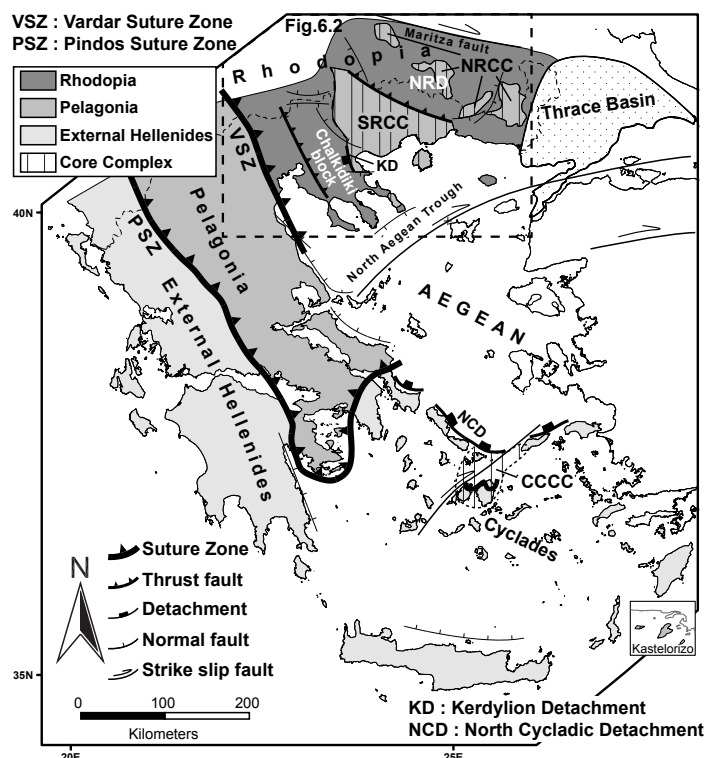 VSZ : Vardar Suture Zone
PSZ : Pindos Suture Zone
Fig.6.2
Rhodopia
Pelagonia
External Hellenides
Core Complex
Rhodopia
Maritza fault
NRCC
NRD
SRCC
Thrace Basin
VSZ
Chalkidiki
block
KD
40N
Pelagonia
PSZ
North Aegean Trough
AEGEAN
External Hellenides
NCD
CCCC
Cyclades
N
Suture Zone
Thrust fault
Detachment
Normal fault
Strike slip fault
Kastelorizo
35N
0 100 200
Kilometers
KD : Kerdylion Detachment
NCD : North Cycladic Detachment
20E 25E